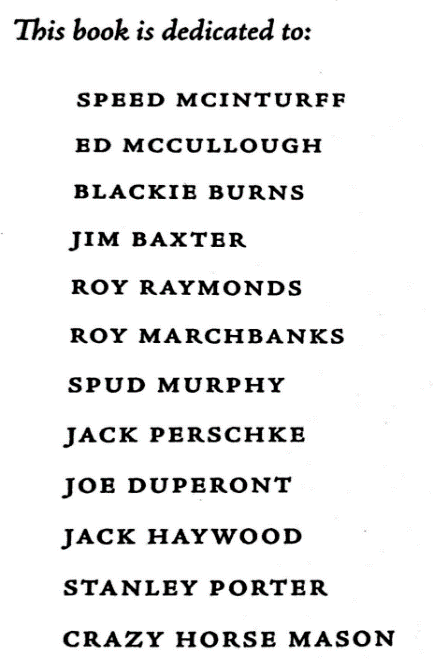 This book is dedicated to:
SPEED MCINTURFF
ED MCCULLOUGH
BLACKIE BURNS
JIM BAXTER
ROY RAYMONDS
ROY MARCHBANKS
SPUD MURPHY
JACK PERSCHKE
JOE DUPERONT
JACK HAYWOOD
STANLEY PORTER
CRAZY HORSE MASON